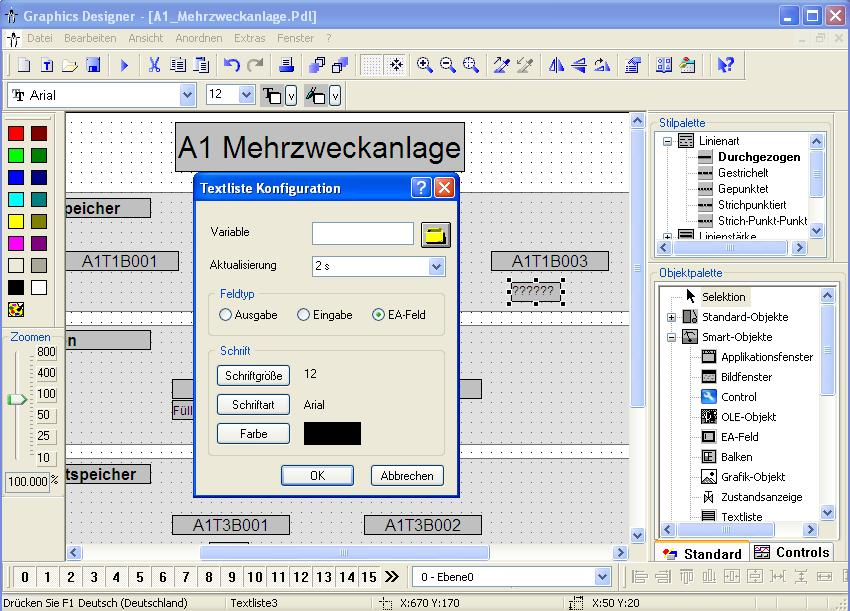 Graphics Designer - [A1_Mehrzweckanlage.Pdl]
Datei Bearbeiten Ansicht Anordnen Extras Fenster ?
Arial 12
A1 Mehrzweckanlage
peicher
A1T1B001
A1T1B003
??????
n
Füll
tspeicher
A1T3B001
A1T3B002
Textliste Konfiguration
Variable
Aktualisierung 2 s
Feldtyp
Ausgabe Eingabe EA-Feld
Schrift
Schriftgröße 12
Schriftart Arial
Farbe
OK Abbrechen
Zoomen
800
400
100
50
25
10
100.000 %
Stilpalette
Linienart
Durchgezogen
Gestrichelt
Gepunktet
Strichpunktiert
Strich-Punkt-Punkt
Linienstärke
Objektpalette
Selektion
Standard-Objekte
Smart-Objekte
Applikationsfenster
Bildfenster
Control
OLE-Objekt
EA-Feld
Balken
Grafik-Objekt
Zustandsanzeige
Textliste
Standard Controls
0 1 2 3 4 5 6 7 8 9 10 11 12 13 14 15 0 - Ebene0
Drücken Sie F1 Deutsch (Deutschland) Textliste3 X:670 Y:170 X:50 Y:20